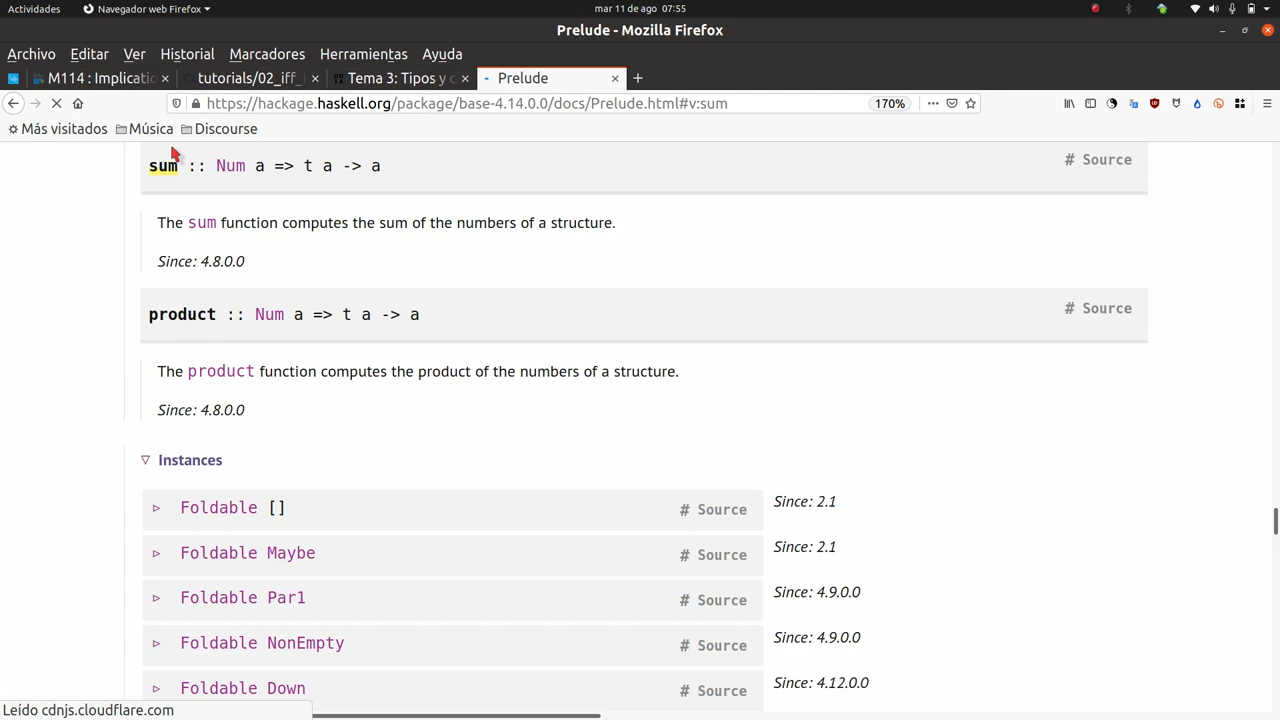 Actividades Navegador web Firefox mar 11 de ago 07:55
Prelude - Mozilla Firefox
Archivo Editar Ver Historial Marcadores Herramientas Ayuda
M114 : Implicatio × tutorials/02_iff_i × Tema 3: Tipos y c × Prelude × +
https://hackage.haskell.org/package/base-4.14.0.0/docs/Prelude.html#v:sum 170%
Más visitados Música Discourse
sum :: Num a => t a -> a # Source
The sum function computes the sum of the numbers of a structure.
Since: 4.8.0.0
product :: Num a => t a -> a # Source
The product function computes the product of the numbers of a structure.
Since: 4.8.0.0
Instances
Foldable [] # Source Since: 2.1
Foldable Maybe # Source Since: 2.1
Foldable Par1 # Source Since: 4.9.0.0
Foldable NonEmpty # Source Since: 4.9.0.0
Foldable Down # Source Since: 4.12.0.0
Leído cdnjs.cloudflare.com